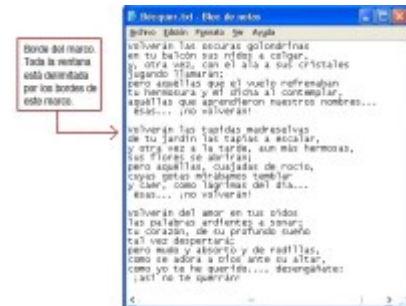 Borde del marco.
Toda la ventana
está delimitada
por los bordes de
este marco.
Bécquer.txt - Bloc de notas
Archivo Edición Formato Ver Ayuda
volverán las oscuras golondrinas
en tu balcón sus nidos a colgar,
y, otra vez, con el ala a sus cristales
jugando llamarán;
pero aquéllas que el vuelo refrenaban
tu hermosura y mi dicha al contemplar,
aquéllas que aprendieron nuestros nombres...
ésas... ¡no volverán!
volverán las tupidas madreselvas
de tu jardín las tapias a escalar,
y otra vez a la tarde, aun más hermosas,
sus flores se abrirán;
pero aquéllas, cuajadas de rocío,
cuyas gotas mirábamos temblar
y caer, como lágrimas del día...
ésas... ¡no volverán!
volverán del amor en tus oídos
las palabras ardientes a sonar;
tu corazón, de su profundo sueño
tal vez despertará;
pero mudo y absorto y de rodillas,
como se adora a Dios ante su altar,
como yo te he querido... desengáñate:
¡así no te querrán!